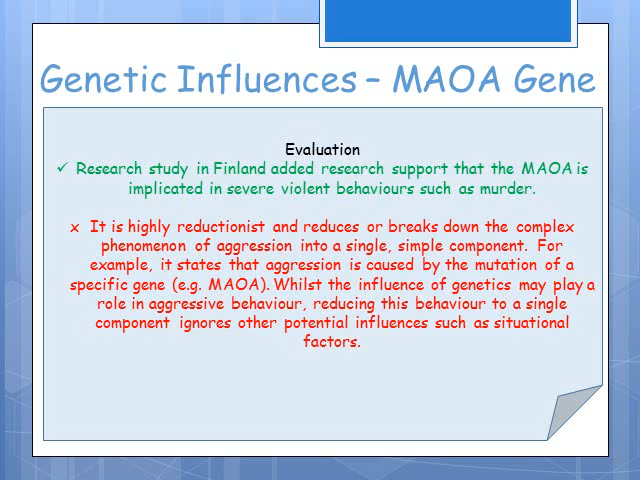 Genetic Influences – MAOA Gene
Evaluation
✓ Research study in Finland added research support that the MAOA is
implicated in severe violent behaviours such as murder.
x It is highly reductionist and reduces or breaks down the complex
phenomenon of aggression into a single, simple component. For
example, it states that aggression is caused by the mutation of a
specific gene (e.g. MAOA). Whilst the influence of genetics may play a
role in aggressive behaviour, reducing this behaviour to a single
component ignores other potential influences such as situational
factors.